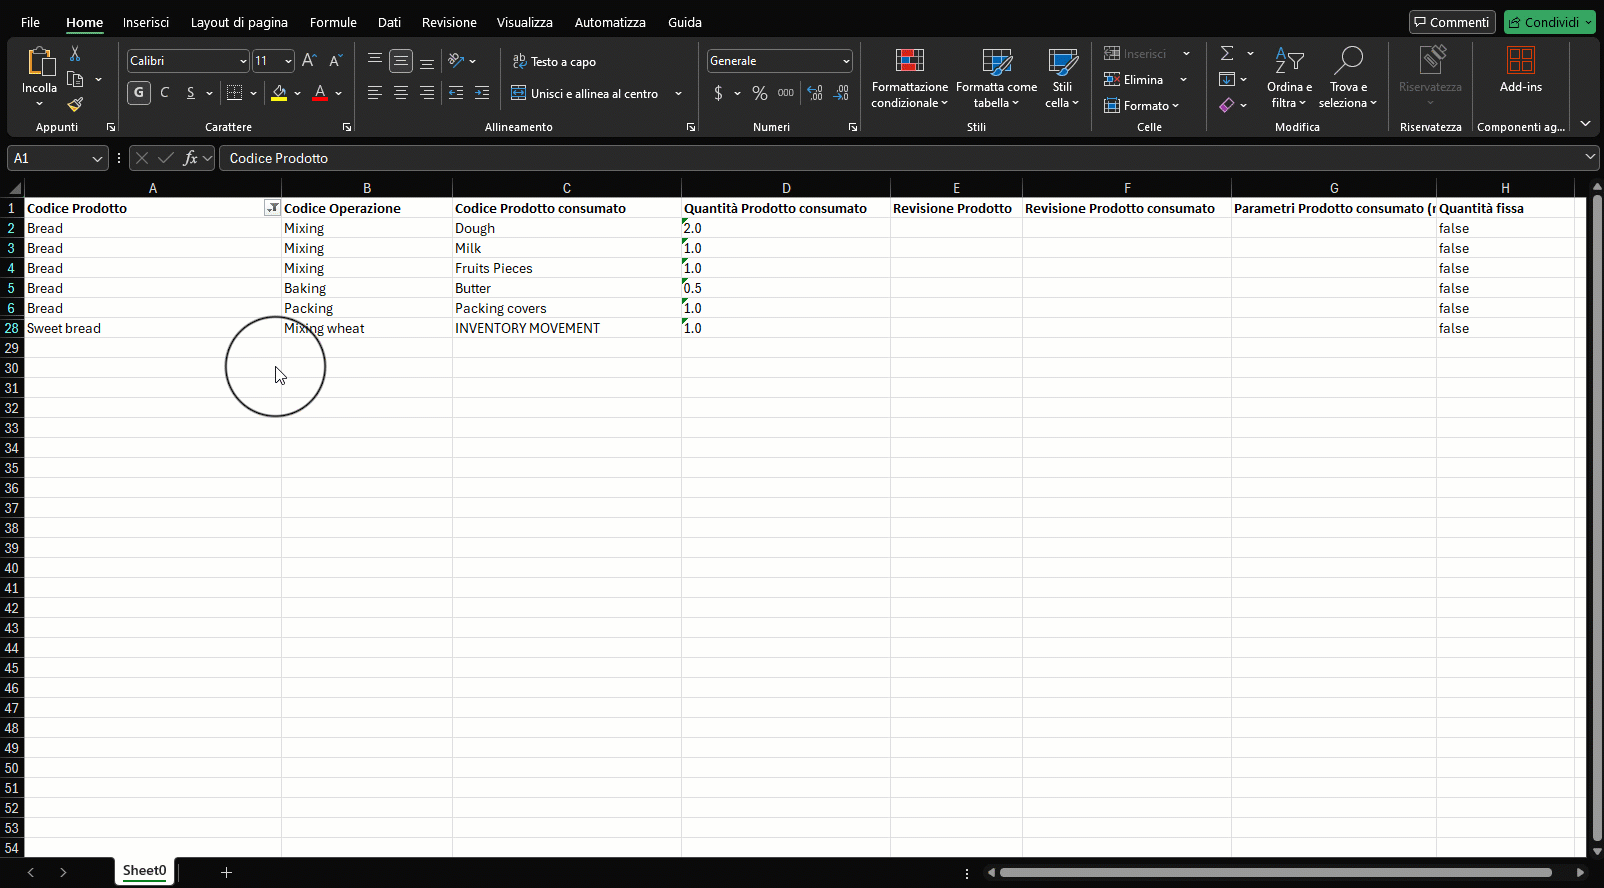 File Home Inserisci Layout di pagina Formule Dati Revisione Visualizza Automatizza Guida Commenti Condividi
Incolla
Appunti
Calibri 11
G C S
Carattere
Testo a capo
Unisci e allinea al centro
Allineamento
Generale
$ % 000
Numeri
Formattazione condizionale
Formatta come tabella
Stili cella
Stili
Inserisci
Elimina
Formato
Celle
Ordina e filtra
Trova e seleziona
Modifica
Riservatezza
Riservatezza
Add-ins
Componenti ag...
A1 fx Codice Prodotto
A B C D E F G H
1 Codice Prodotto Codice Operazione Codice Prodotto consumato Quantità Prodotto consumato Revisione Prodotto Revisione Prodotto consumato Parametri Prodotto consumato (r Quantità fissa
2 Bread Mixing Dough 2.0 false
3 Bread Mixing Milk 1.0 false
4 Bread Mixing Fruits Pieces 1.0 false
5 Bread Baking Butter 0.5 false
6 Bread Packing Packing covers 1.0 false
28 Sweet bread Mixing wheat INVENTORY MOVEMENT 1.0 false
29
30
31
32
33
34
35
36
37
38
39
40
41
42
43
44
45
46
47
48
49
50
51
52
53
54
Sheet0